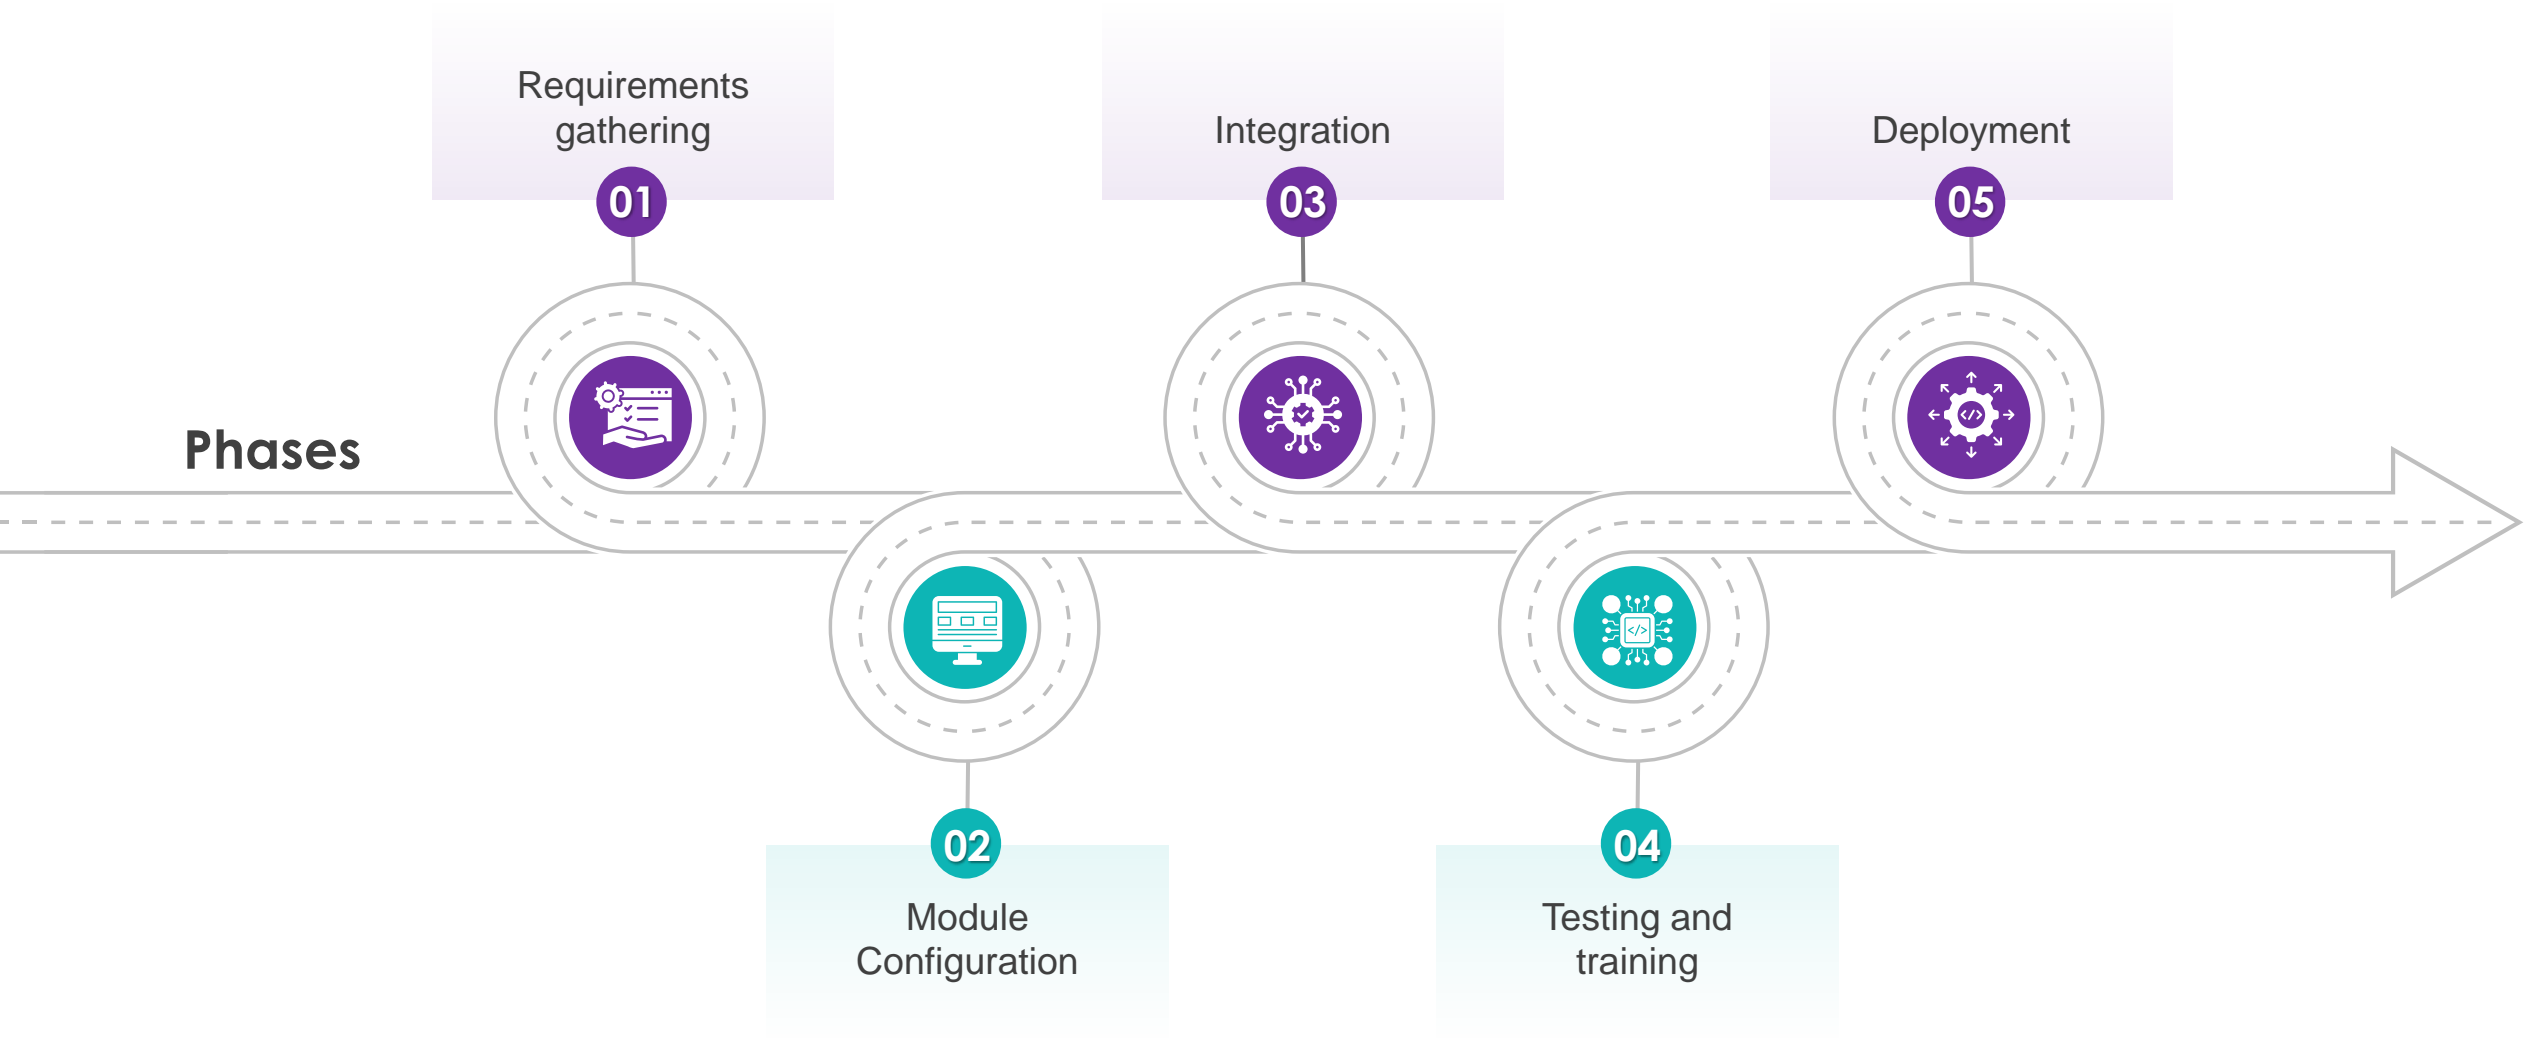 Phases
Requirements
gathering
01
02
Module
Configuration
Integration
03
04
Testing and
training
Deployment
05